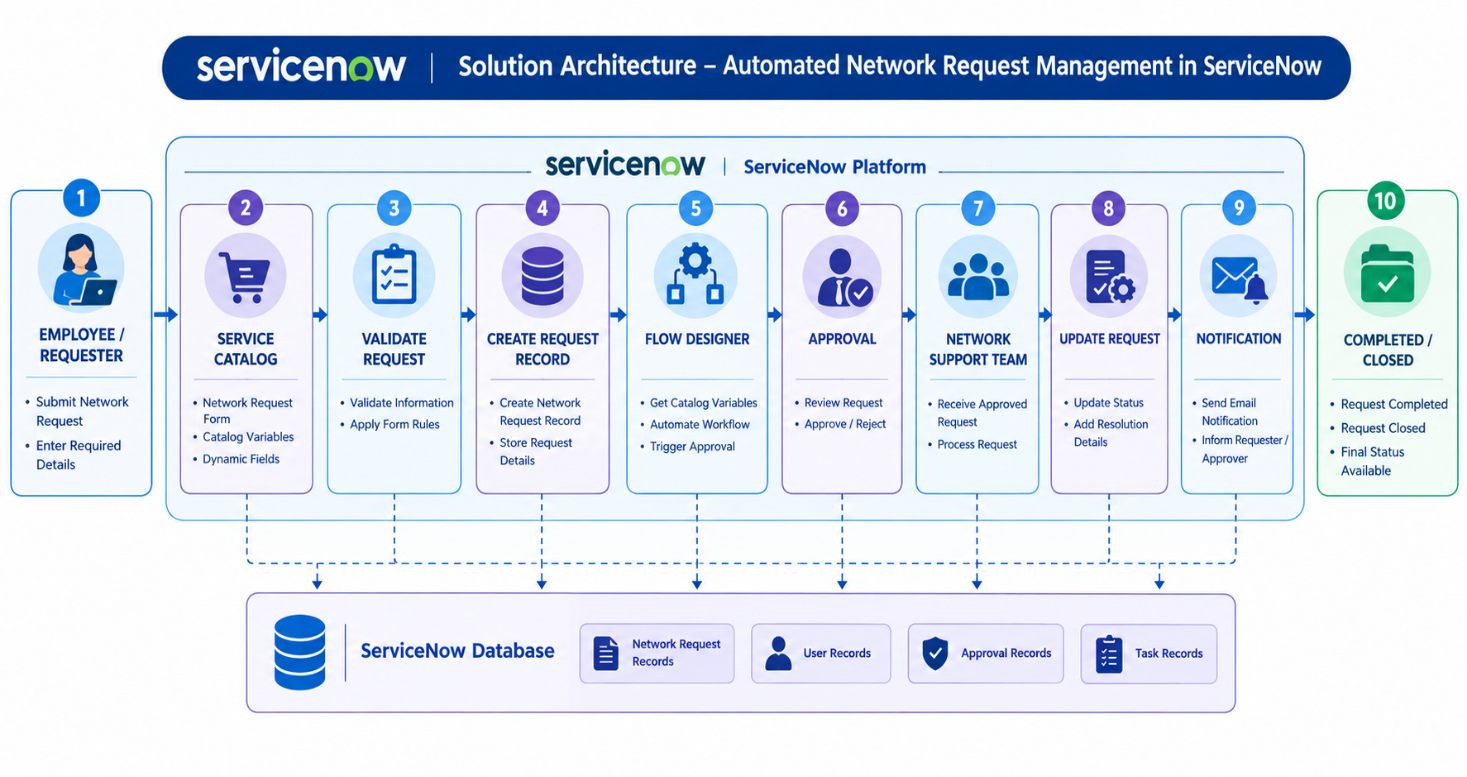 servicenow | Solution Architecture – Automated Network Request Management in ServiceNow
servicenow | ServiceNow Platform
1
EMPLOYEE /
REQUESTER
• Submit Network
Request
• Enter Required
Details
2
SERVICE
CATALOG
• Network Request
Form
• Catalog Variables
• Dynamic Fields
3
VALIDATE
REQUEST
• Validate Information
• Apply Form Rules
4
CREATE REQUEST
RECORD
• Create Network
Request Record
• Store Request
Details
5
FLOW DESIGNER
• Get Catalog Variables
• Automate Workflow
• Trigger Approval
6
APPROVAL
• Review Request
• Approve / Reject
7
NETWORK
SUPPORT TEAM
• Receive Approved
Request
• Process Request
8
UPDATE REQUEST
• Update Status
• Add Resolution
Details
9
NOTIFICATION
• Send Email
Notification
• Inform Requester /
Approver
10
COMPLETED /
CLOSED
• Request Completed
• Request Closed
• Final Status
Available
ServiceNow Database
Network Request
Records
User Records
Approval Records
Task Records